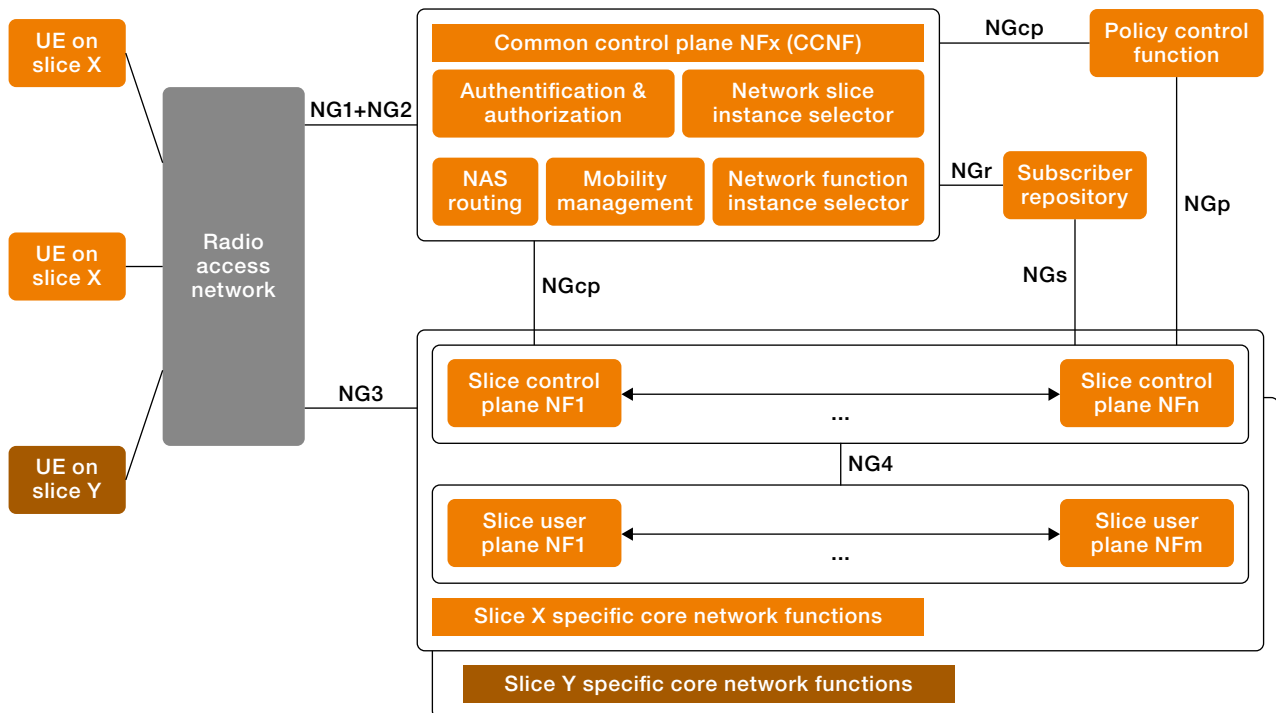 UE on
slice X
UE on
slice X
UE on
slice Y
Radio
access
network
NG1+NG2
NG3
Common control plane NFx (CCNF)
Authentification &
authorization
Network slice
instance selector
NAS
routing
Mobility
management
Network function
instance selector
NGcp
Policy control
function
NGr
Subscriber
repository
NGp
NGcp
NGs
Slice control
plane NF1
...
Slice control
plane NFn
NG4
Slice user
plane NF1
...
Slice user
plane NFm
Slice X specific core network functions
Slice Y specific core network functions